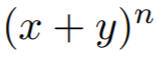 (x + y)^n